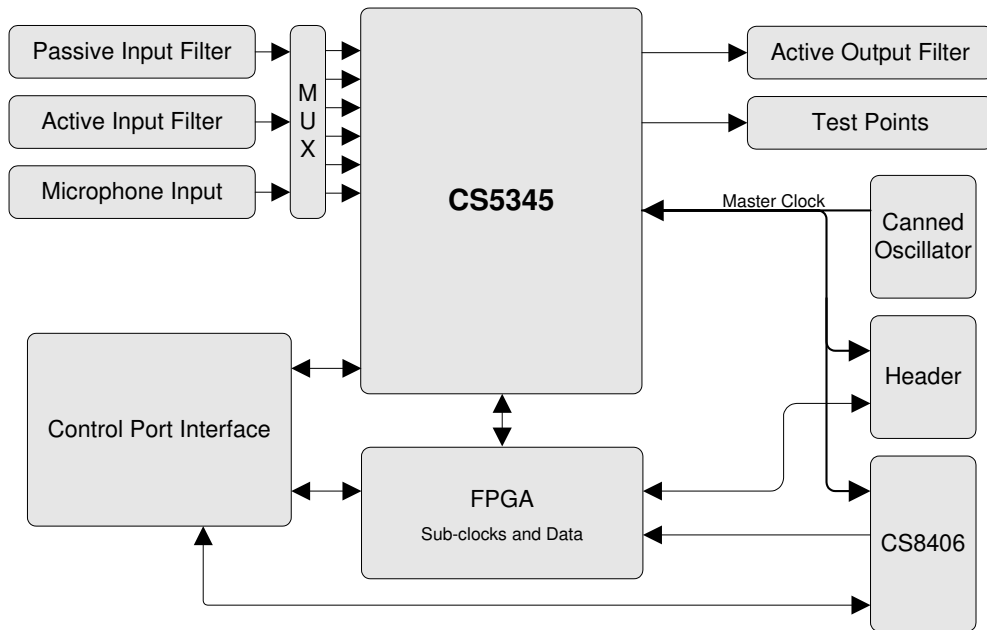 Passive Input Filter
Active Input Filter
Microphone Input
M
U
X
CS5345
Active Output Filter
Test Points
Master Clock
Canned
Oscillator
Header
Control Port Interface
FPGA
Sub-clocks and Data
CS8406